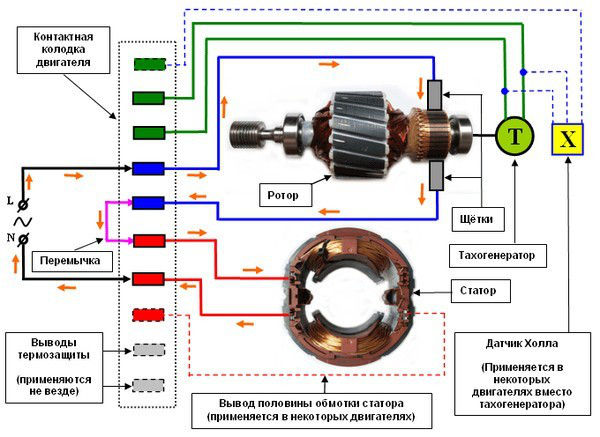 Контактная
колодка
двигателя
T
X
Ротор
Щётки
L
N
Тахогенератор
Перемычка
Статор
Выводы
термозащиты
(применяются
не везде)
Датчик Холла
(Применяется в
некоторых
двигателях вместо
тахогенератора)
Вывод половины обмотки статора
(применяется в некоторых двигателях)